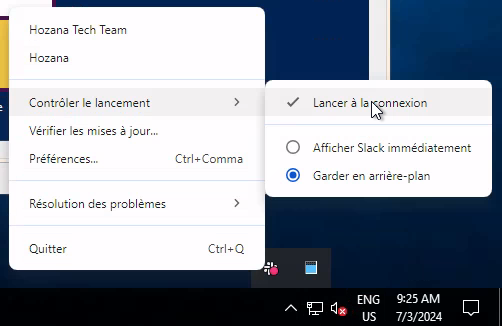 Hozana Tech Team
Hozana
Contrôler le lancement
Lancer à la connexion
Afficher Slack immédiatement
Garder en arrière-plan
Vérifier les mises à jour...
Préférences... Ctrl+Comma
Résolution des problèmes
Quitter Ctrl+Q
ENG
US
9:25 AM
7/3/2024